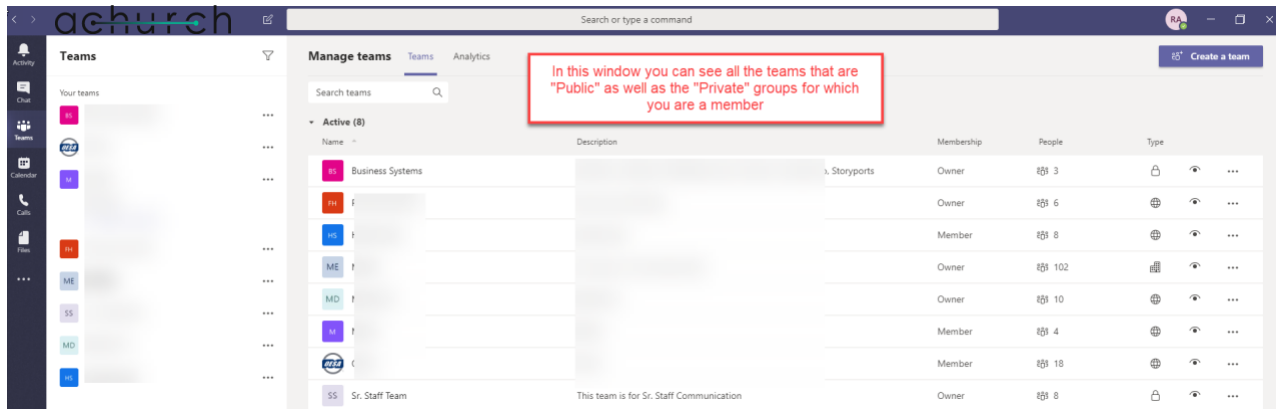 achurch
Search or type a command
RA
Activity
Chat
Teams
Calendar
Calls
Files
Teams
Your teams
BS
M
FH
ME
SS
MD
HS
Manage teams Teams Analytics
Create a team
In this window you can see all the teams that are
"Public" as well as the "Private" groups for which
you are a member
Search teams
Active (8)
Name Description Membership People Type
BS Business Systems Storyports Owner 3
FH Owner 6
HS Member 8
ME Owner 102
MD Owner 10
M Member 4
Member 18
SS Sr. Staff Team This team is for Sr. Staff Communication Owner 8